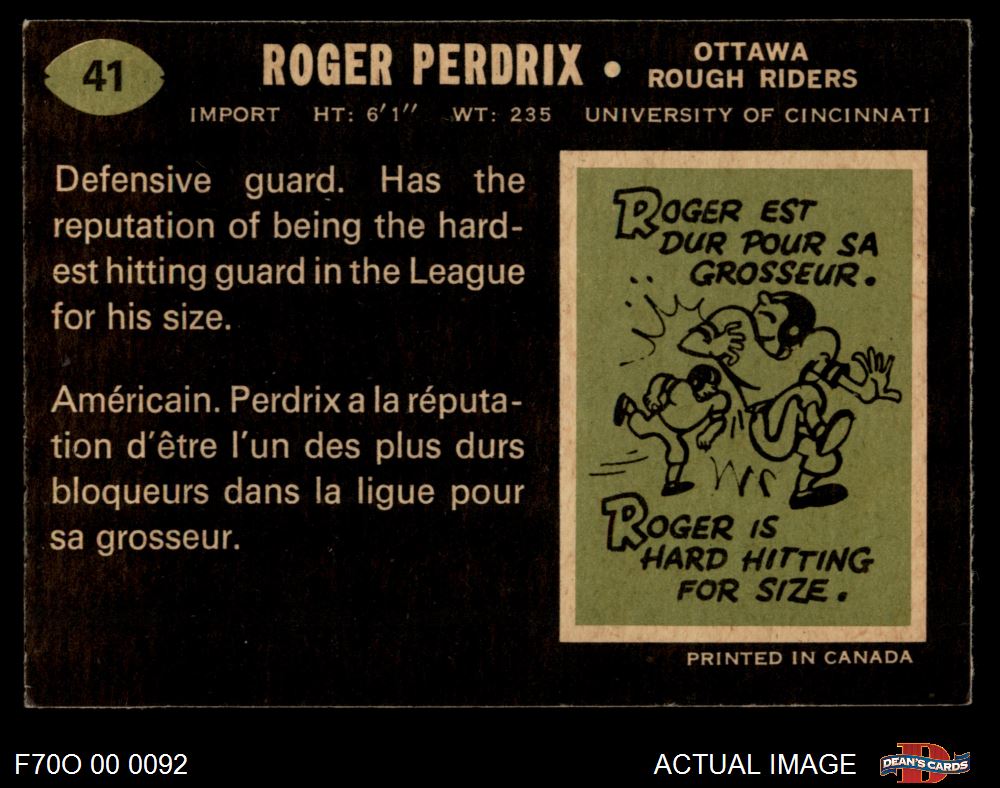 41
ROGER PERDRIX • OTTAWA
ROUGH RIDERS
IMPORT HT: 6'1" WT: 235 UNIVERSITY OF CINCINNATI
Defensive guard. Has the
reputation of being the hard-
est hitting guard in the League
for his size.
Américain. Perdrix a la réputa-
tion d'être l'un des plus durs
bloqueurs dans la ligue pour
sa grosseur.
ROGER EST
DUR POUR SA
GROSSEUR.
ROGER IS
HARD HITTING
FOR SIZE.
PRINTED IN CANADA
F70O 00 0092
ACTUAL IMAGE
D
DEAN'S CARDS